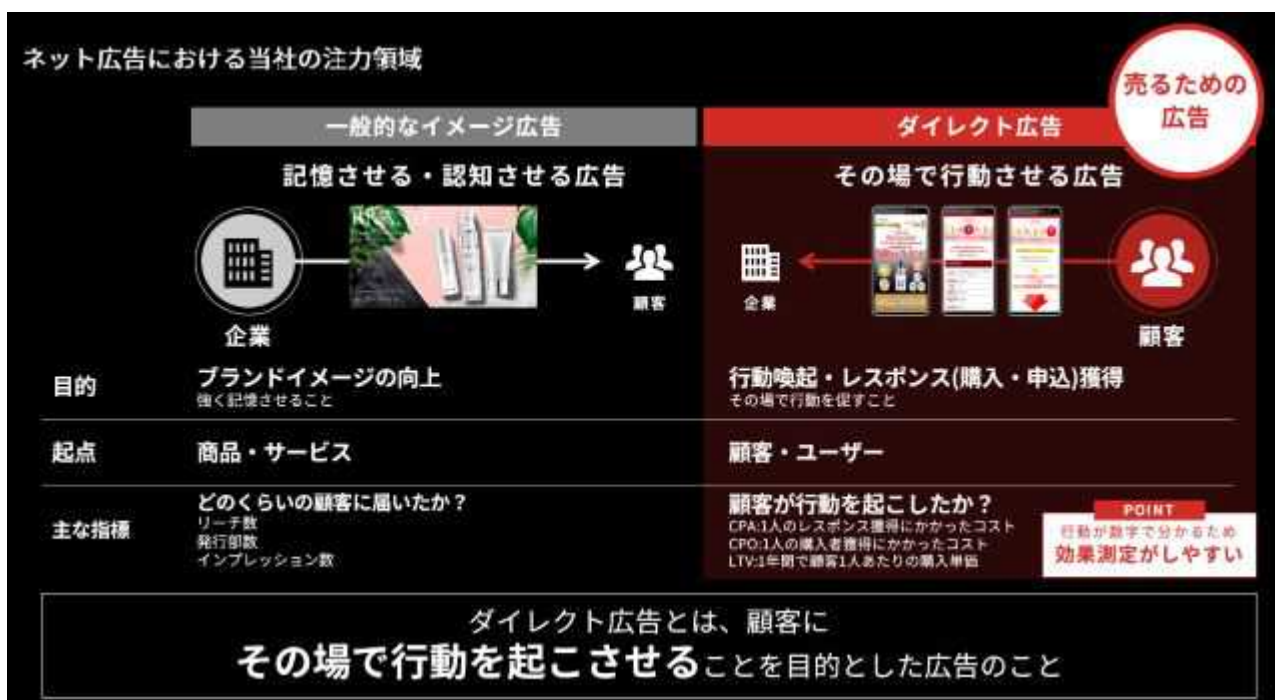 ネット広告における当社の注力領域
売るための
広告
一般的なイメージ広告
ダイレクト広告
記憶させる・認知させる広告
その場で行動させる広告
企業
顧客
企業
顧客
目的
ブランドイメージの向上
強く記憶させること
行動喚起・レスポンス(購入・申込)獲得
その場で行動を促すこと
起点
商品・サービス
顧客・ユーザー
主な指標
どのくらいの顧客に届いたか？
リーチ数
発行部数
インプレッション数
顧客が行動を起こしたか？
CPA:1人のレスポンス獲得にかかったコスト
CPO:1人の購入者獲得にかかったコスト
LTV:1年間で顧客1人あたりの購入単価
POINT
行動が数字で分かるため
効果測定がしやすい
ダイレクト広告とは、顧客に
その場で行動を起こさせることを目的とした広告のこと